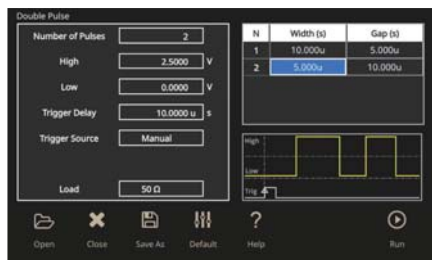 Double Pulse
Number of Pulses 2
High 2.5000 V
Low 0.0000 V
Trigger Delay 10.0000 u s
Trigger Source Manual
Load 50 Ω
N Width (s) Gap (s)
1 10.000u 5.000u
2 5.000u 10.000u
High
Low
Trig
Open Close Save As Default Help Run